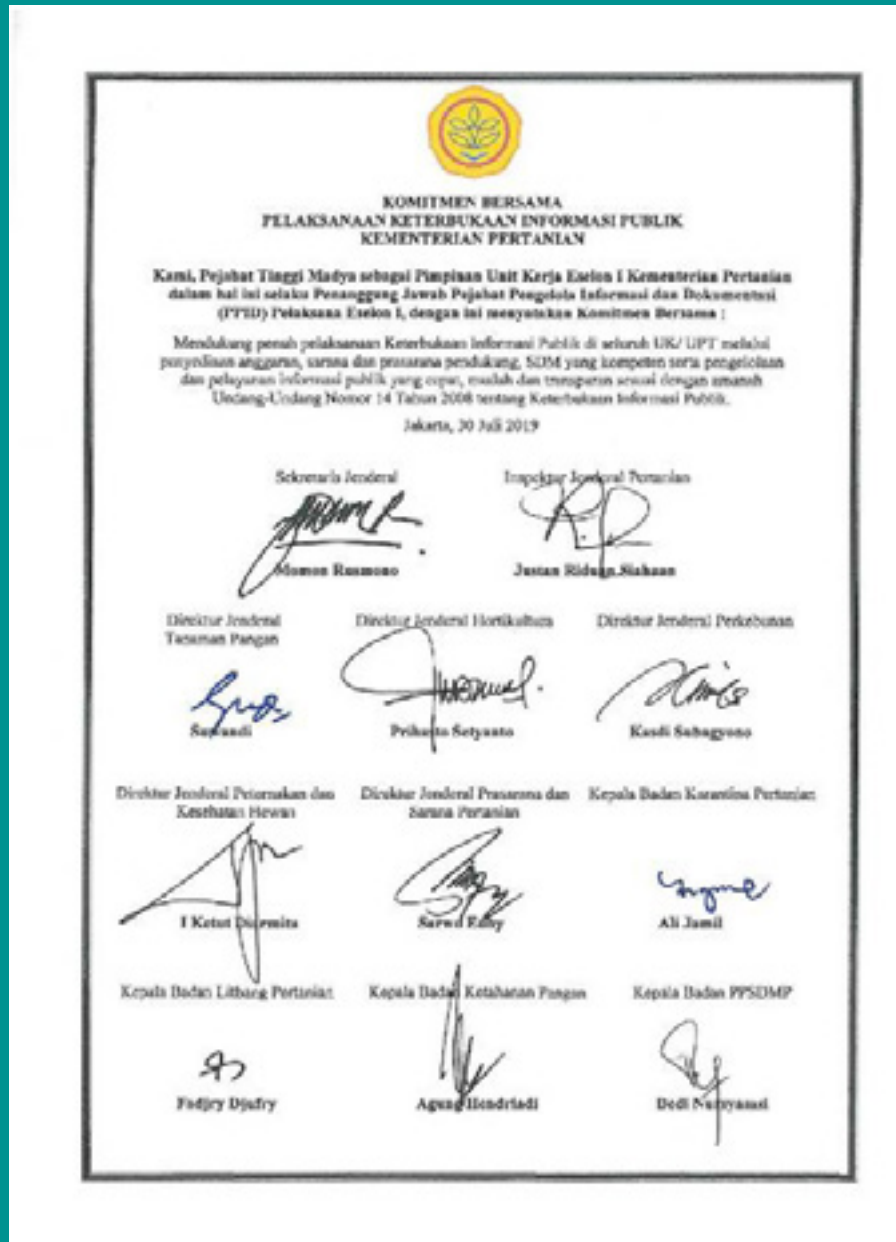 KOMITMEN BERSAMA
PELAKSANAAN KETERBUKAAN INFORMASI PUBLIK
KEMENTERIAN PERTANIAN
Kami, Pejabat Tinggi Madya sebagai Pimpinan Unit Kerja Eselon I Kementerian Pertanian
dalam hal ini selaku Penanggung Jawab Pejabat Pengelola Informasi dan Dokumentasi
(PPID) Pelaksana Eselon I, dengan ini menyatakan Komitmen Bersama :
Mendukung penuh pelaksanaan Keterbukaan Informasi Publik di seluruh UK/ UPT melalui
penyediaan anggaran, sarana dan prasarana pendukung, SDM yang kompeten serta pengelolaan
dan pelayanan informasi publik yang cepat, mudah dan transparan sesuai dengan amanah
Undang-Undang Nomor 14 Tahun 2008 tentang Keterbukaan Informasi Publik.
Jakarta, 30 Juli 2019
Sekretaris Jenderal Inspektur Jenderal Pertanian
Momon Rusmono Justan Riduan Siahaan
Direktur Jenderal Direktur Jenderal Hortikultura Direktur Jenderal Perkebunan
Tanaman Pangan
Suwandi Prihasto Setyanto Kasdi Subagyono
Direktur Jenderal Peternakan dan Direktur Jenderal Prasarana dan Kepala Badan Karantina Pertanian
Kesehatan Hewan Sarana Pertanian
I Ketut Diarmita Sarwo Edhy Ali Jamil
Kepala Badan Litbang Pertanian Kepala Badan Ketahanan Pangan Kepala Badan PPSDMP
Fadjry Djufry Agung Hendriadi Dedi Nursyamsi